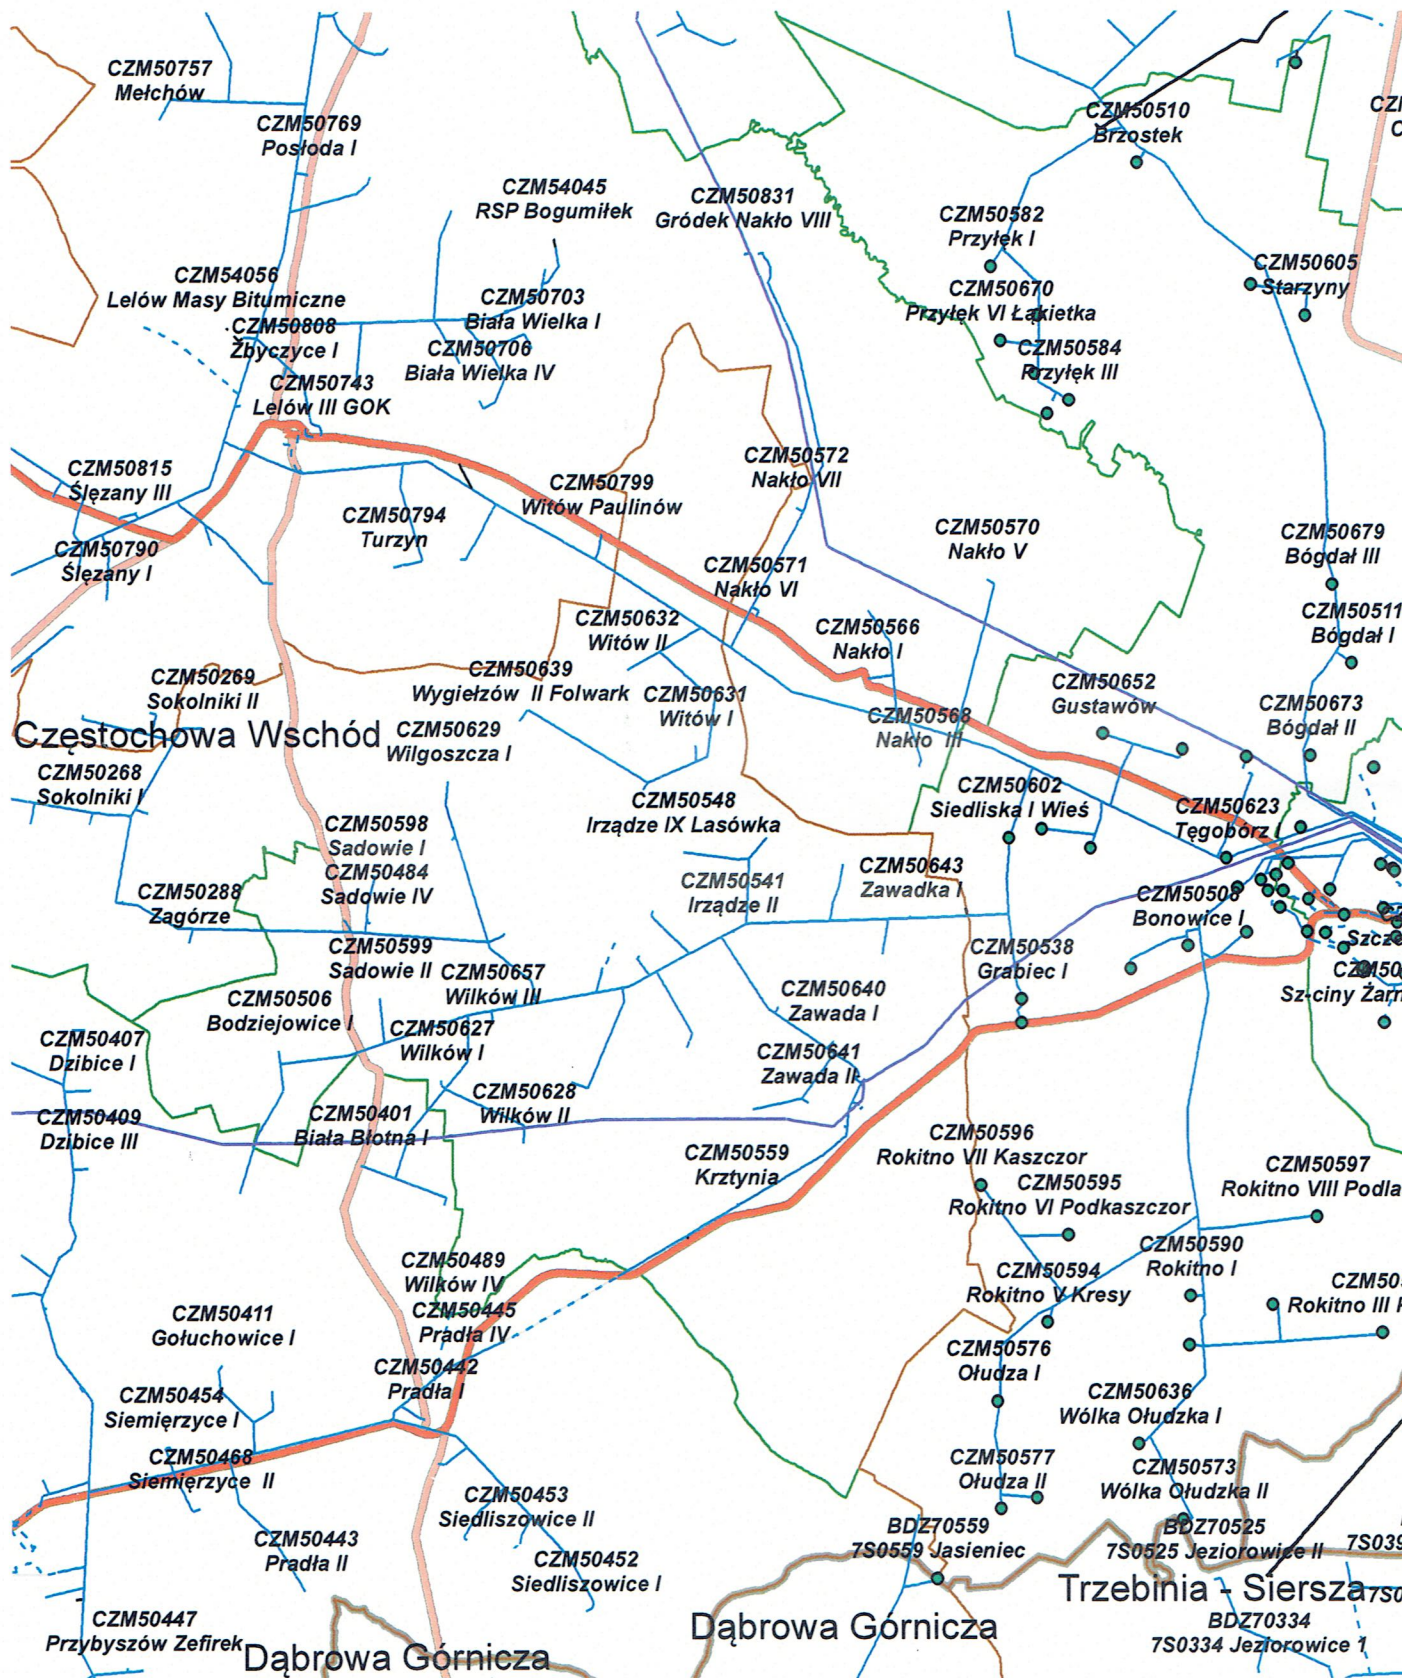 CZM50757
Mełchów
CZM50769
Posłoda I
CZM50510
Brzostek
CZM54045
RSP Bogumiłek
CZM50831
Gródek Nakło VIII
CZM50582
Przyłęk I
CZM50605
Starzyny
CZM54056
Lelów Masy Bitumiczne
CZM50703
Biała Wielka I
CZM50670
Przyłęk VI Łąkietka
CZM50808
Żbyczyce I
CZM50706
Biała Wielka IV
CZM50584
Przyłęk III
CZM50743
Lelów III GOK
CZM50815
Ślęzany III
CZM50572
Nakło VII
CZM50799
Witów Paulinów
CZM50794
Turzyn
CZM50570
Nakło V
CZM50679
Bógdał III
CZM50790
Ślęzany I
CZM50571
Nakło VI
CZM50632
Witów II
CZM50566
Nakło I
CZM50511
Bógdał I
CZM50269
Sokolniki II
CZM50639
Wygiełzów II Folwark
CZM50631
Witów I
CZM50652
Gustawów
CZM50673
Bógdał II
Częstochowa Wschód
CZM50629
Wilgoszcza I
CZM50568
Nakło III
CZM50268
Sokolniki I
CZM50548
Irządze IX Lasówka
CZM50602
Siedliska I Wieś
CZM50623
Tęgobórz I
CZM50598
Sadowie I
CZM50484
Sadowie IV
CZM50541
Irządze II
CZM50643
Zawadka I
CZM50288
Zagórze
CZM50508
Bonowice I
CZM50599
Sadowie II
CZM50657
Wilków III
CZM50538
Grabiec I
Sz-ciny Żarn
CZM50506
Bodziejowice I
CZM50640
Zawada I
CZM50407
Dzibice I
CZM50627
Wilków I
CZM50641
Zawada II
CZM50409
Dzibice III
CZM50401
Biała Błotna I
CZM50628
Wilków II
CZM50559
Krztynia
CZM50596
Rokitno VII Kaszczor
CZM50595
Rokitno VI Podkaszczor
CZM50597
Rokitno VIII Podla
CZM50489
Wilków IV
CZM50594
Rokitno V Kresy
CZM50590
Rokitno I
Rokitno III
CZM50411
Gołuchowice I
CZM50445
Pradła IV
CZM50442
Pradła I
CZM50576
Ołudza I
CZM50454
Siemięrzyce I
CZM50636
Wólka Ołudzka I
CZM50468
Siemięrzyce II
CZM50577
Ołudza II
CZM50573
Wólka Ołudzka II
CZM50453
Siedliszowice II
CZM50443
Pradła II
BDZ70559
7S0559 Jasieniec
BDZ70525
7S0525 Jeziorowice II
7S039
CZM50452
Siedliszowice I
Trzebinia - Siersza
CZM50447
Przybyszów Zefirek
Dąbrowa Górnicza
Dąbrowa Górnicza
BDZ70334
7S0334 Jeziorowice 1